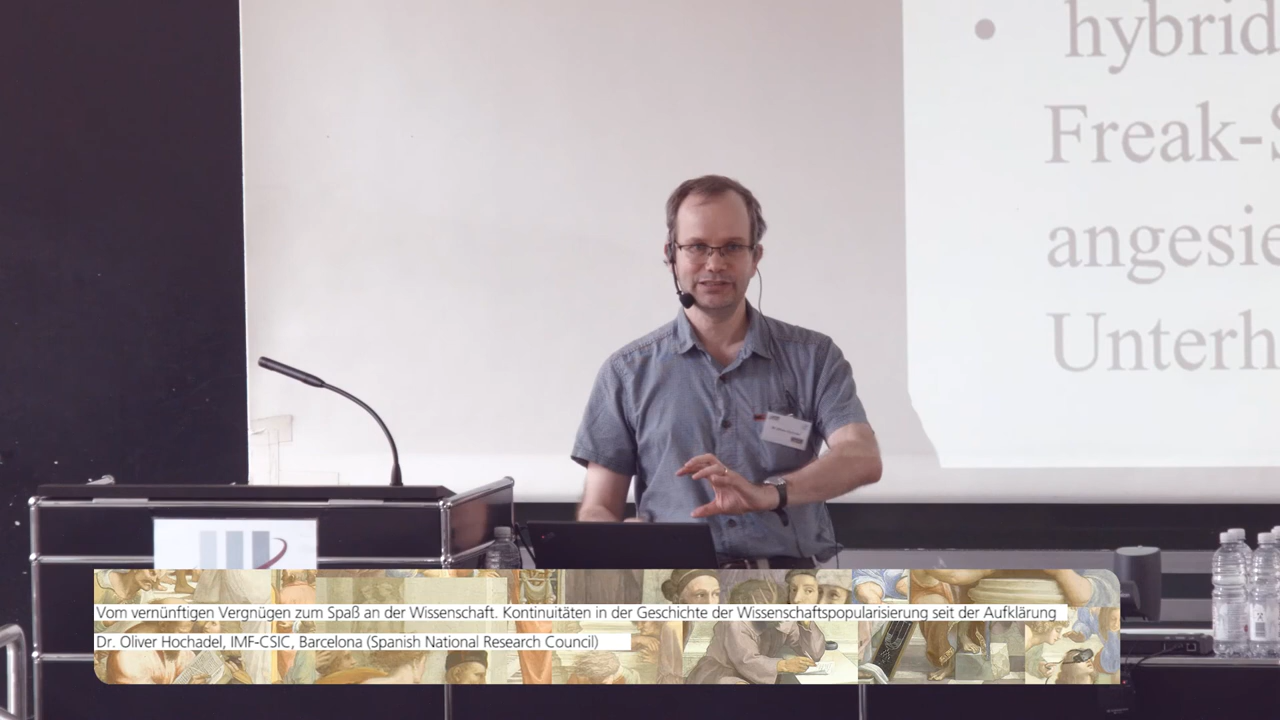 • hybrid
Freak-S
angesie
Unterh
Vom vernünftigen Vergnügen zum Spaß an der Wissenschaft. Kontinuitäten in der Geschichte der Wissenschaftspopularisierung seit der Aufklärung
Dr. Oliver Hochadel, IMF-CSIC, Barcelona (Spanish National Research Council)